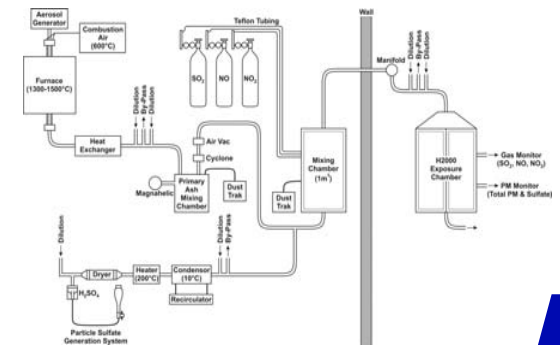 Aerosol
Generator
Combustion
Air
(600°C)
Furnace
(1300-1500°C)
Heat
Exchanger
Dilution
By-Pass
Dilution
Teflon Tubing
SO2
NO
NO2
Air Vac
Cyclone
Magnahelic
Primary
Ash
Mixing
Chamber
Dust
Trak
Dust
Trak
Mixing
Chamber
(1m³)
Wall
Manifold
Dilution
By-Pass
Dilution
H2000
Exposure
Chamber
Gas Monitor
(SO2, NO, NO2)
PM Monitor
(Total PM & Sulfate)
Dilution
Dryer
Heater
(200°C)
Condensor
(10°C)
Recirculator
Dilution
By-Pass
H2SO4
Particle Sulfate
Generation System